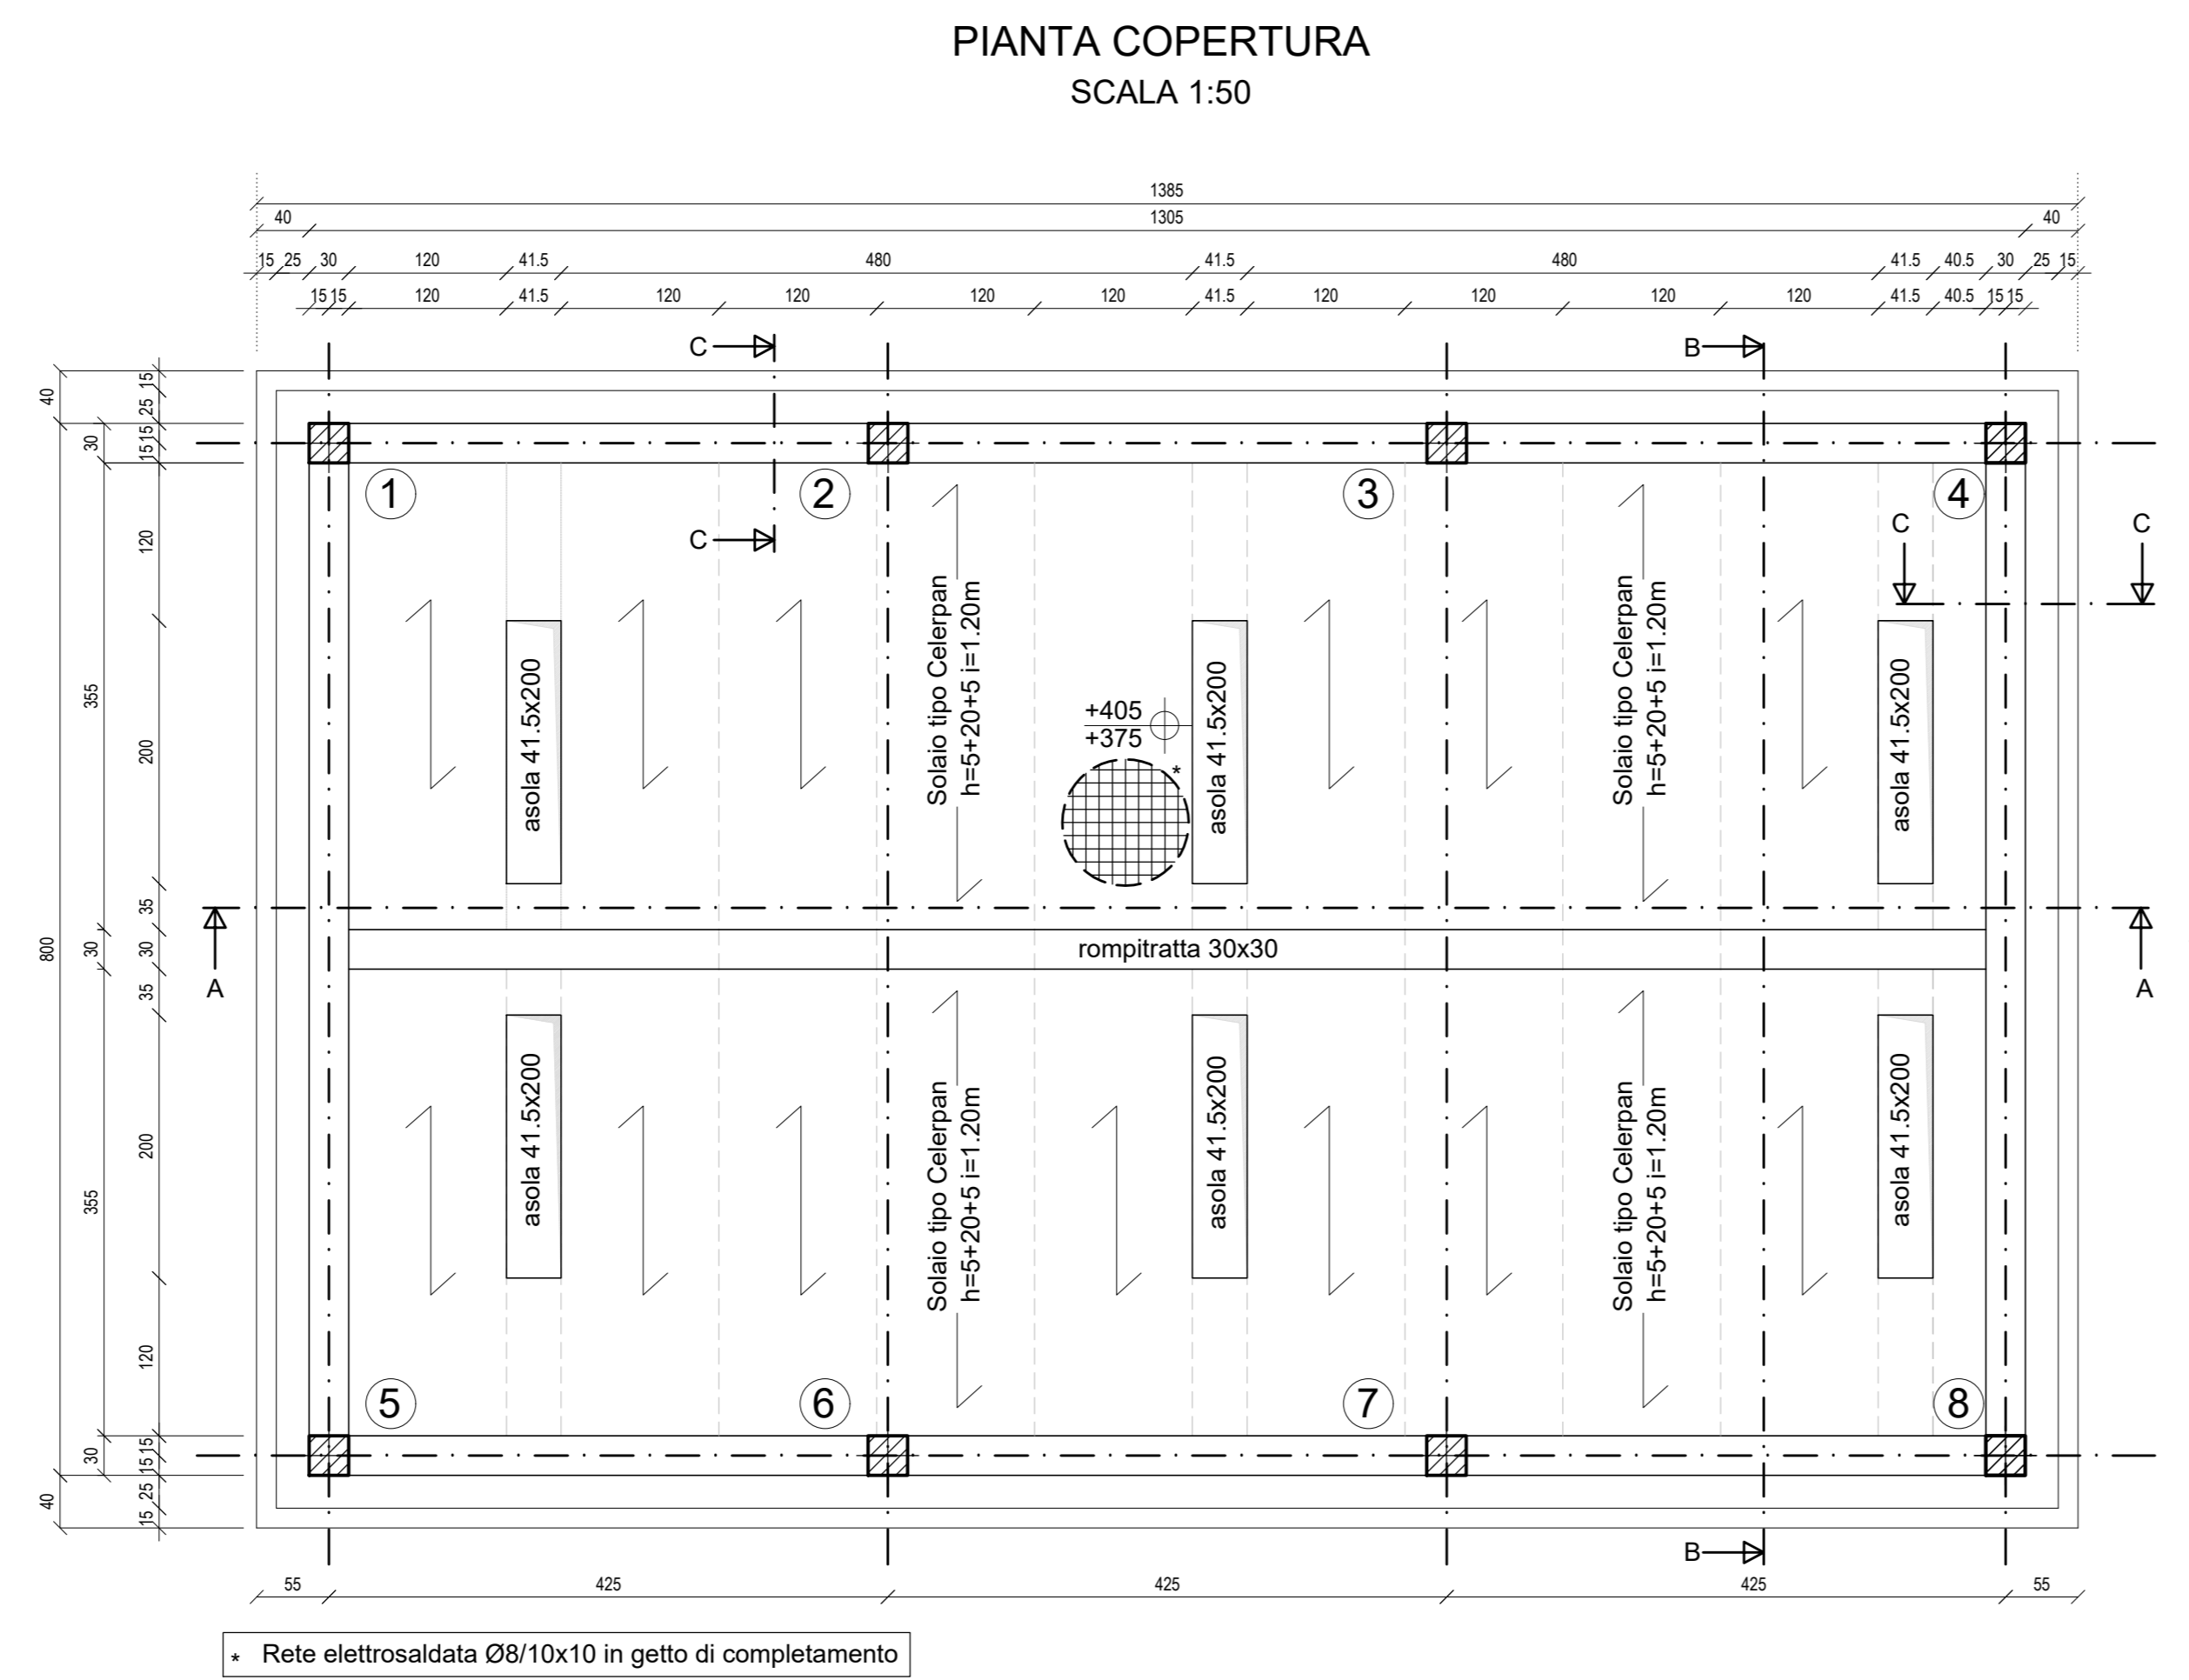 PIANTA COPERTURA
SCALA 1:50
1385
40 1305 40
15 25 30 120 41.5 480 41.5 480 41.5 40.5 30 25 15
15 15 120 41.5 120 120 120 120 41.5 120 120 120 120 41.5 40.5 15 15
C
B
40
15
25
30
15
15
1
2
3
4
C
C
C
120
355
200
35
Solaio tipo Celerpan
h=5+20+5 i=1.20m
Solaio tipo Celerpan
h=5+20+5 i=1.20m
asola 41.5x200
asola 41.5x200
asola 41.5x200
+405
+375
*
800
30
30
rompitratta 30x30
A
A
35
355
200
120
asola 41.5x200
asola 41.5x200
asola 41.5x200
Solaio tipo Celerpan
h=5+20+5 i=1.20m
Solaio tipo Celerpan
h=5+20+5 i=1.20m
5
6
7
8
30
15
15
40
25
15
B
55 425 425 425 55
* Rete elettrosaldata Ø8/10x10 in getto di completamento